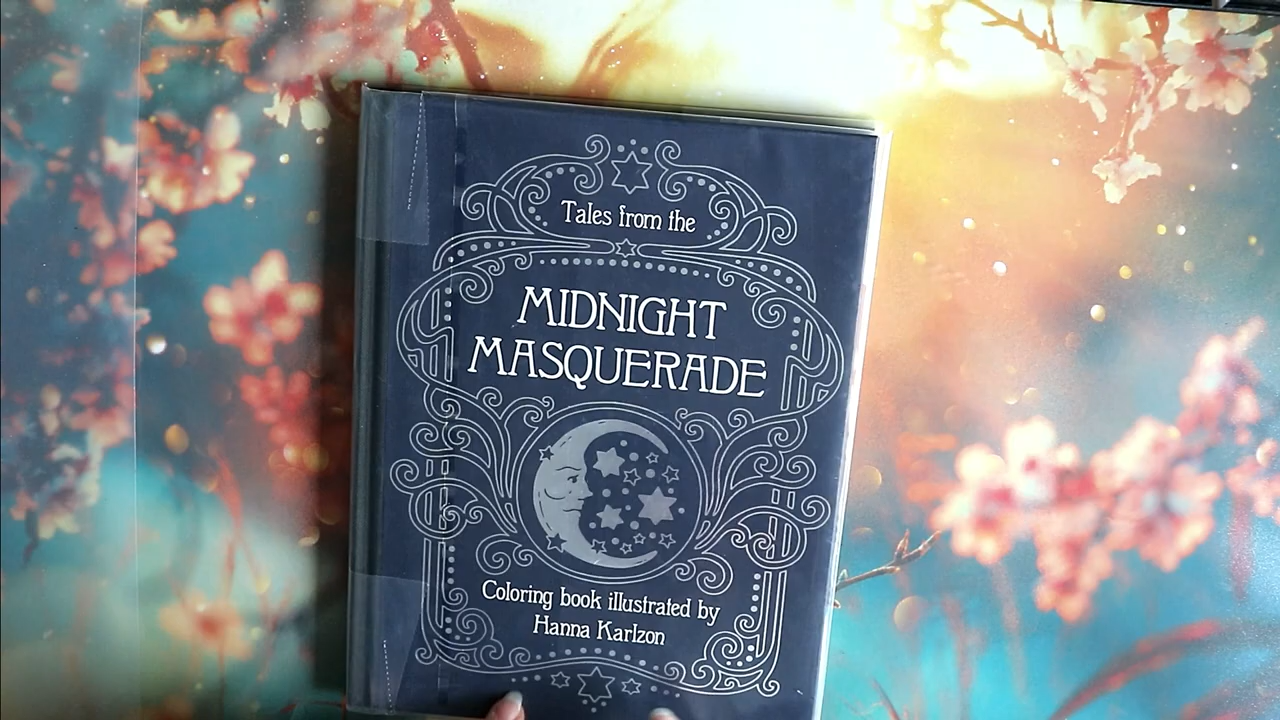 Tales from the
MIDNIGHT
MASQUERADE
Coloring book illustrated by
Hanna Karlzon